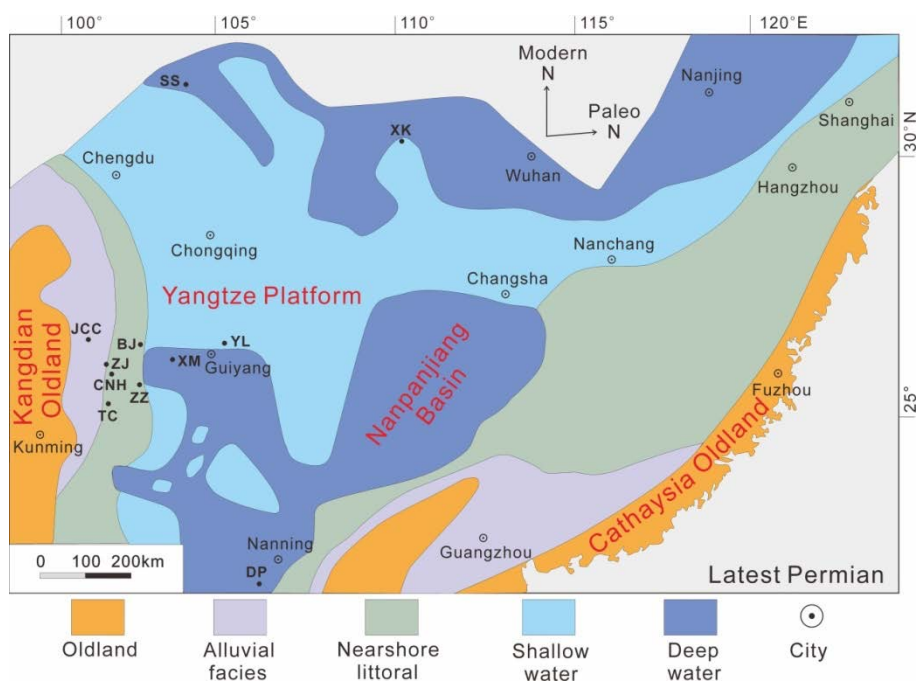 100°
105°
110°
115°
120°E
Modern
N
Paleo
N
Nanjing
SS
Shanghai
XK
30°N
Wuhan
Chengdu
Hangzhou
Chongqing
Nanchang
Changsha
Yangtze Platform
JCC
BJ
YL
ZJ
XM
Guiyang
CNH
ZZ
TC
Kangdian
Oldland
Nanpanjiang
Basin
Fuzhou
25°
Kunming
Cathaysia Oldland
Guangzhou
Nanning
DP
0 100 200km
Latest Permian
Oldland
Alluvial
facies
Nearshore
littoral
Shallow
water
Deep
water
City